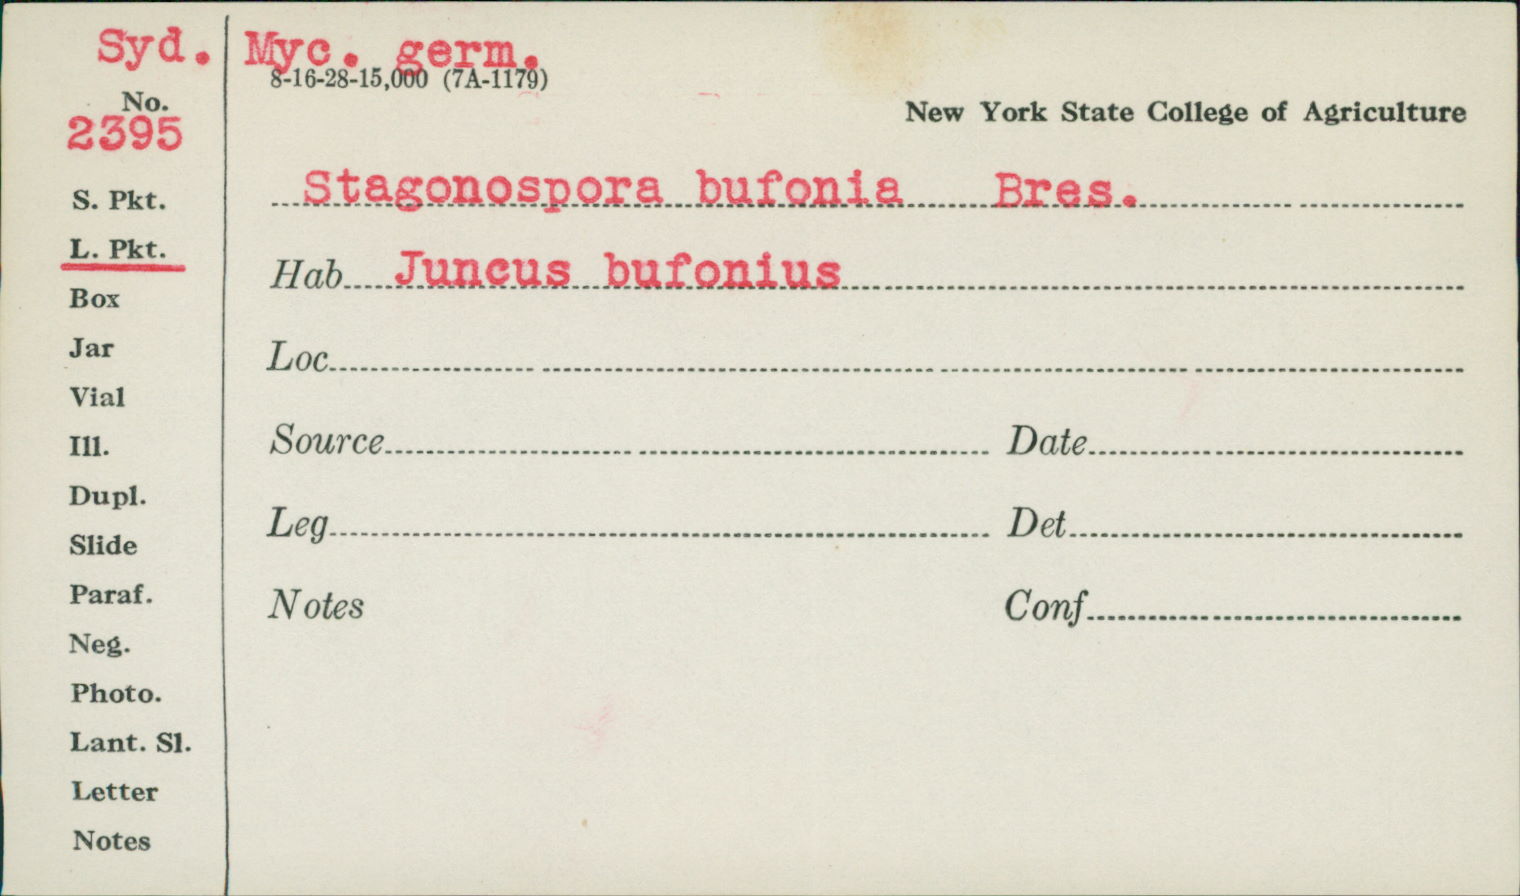 Syd. Myc. germ.
8-16-28-15,000 (7A-1179)
No.
2395
New York State College of Agriculture
Stagonospora bufonia Bres.
Hab Juncus bufonius
Loc
Source Date
Leg Det
Notes Conf
S. Pkt.
L. Pkt.
Box
Jar
Vial
Ill.
Dupl.
Slide
Paraf.
Neg.
Photo.
Lant. Sl.
Letter
Notes